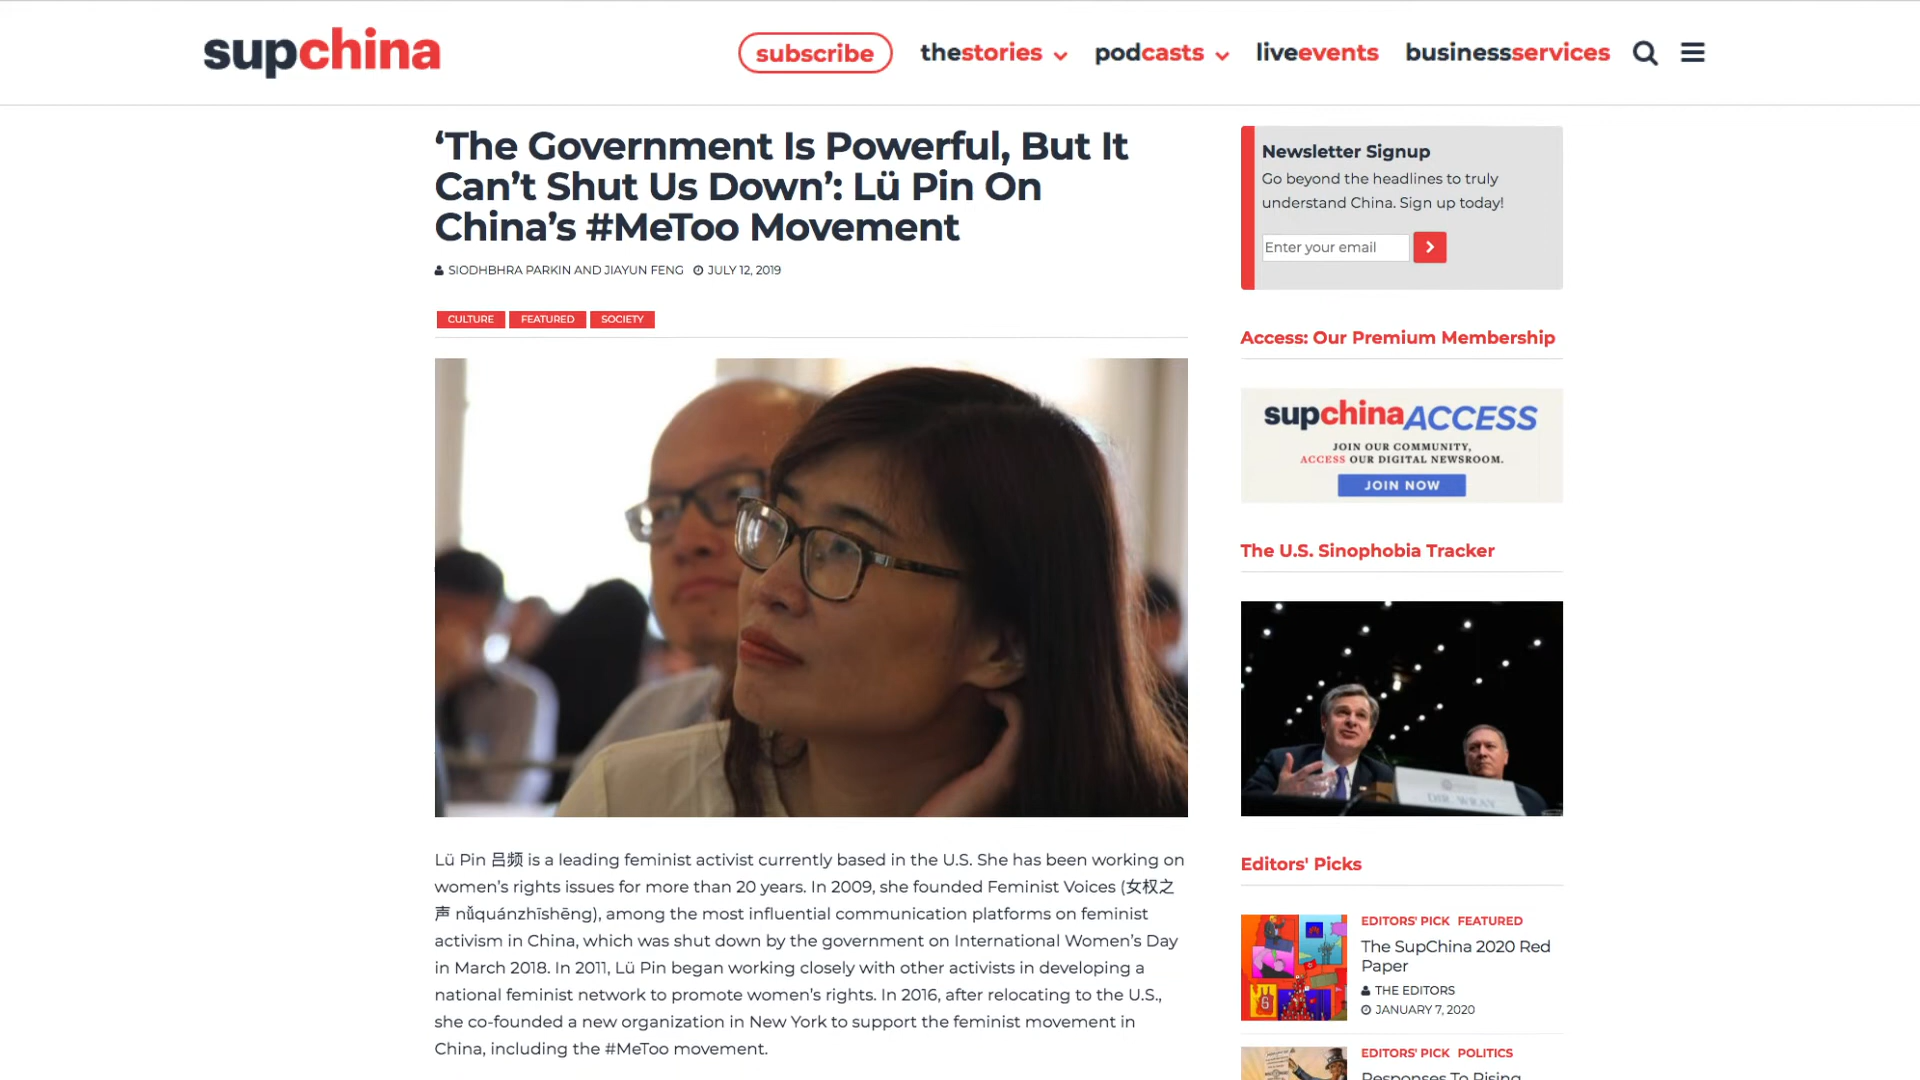 supchina
subscribe
thestories
podcasts
liveevents
businessservices
‘The Government Is Powerful, But It
Can’t Shut Us Down’: Lü Pin On
China’s #MeToo Movement
SIODHBHRA PARKIN AND JIAYUN FENG JULY 12, 2019
CULTURE FEATURED SOCIETY
Lü Pin 吕频 is a leading feminist activist currently based in the U.S. She has been working on
women’s rights issues for more than 20 years. In 2009, she founded Feminist Voices (女权之
声 nǚquánzhīshēng), among the most influential communication platforms on feminist
activism in China, which was shut down by the government on International Women’s Day
in March 2018. In 2011, Lü Pin began working closely with other activists in developing a
national feminist network to promote women’s rights. In 2016, after relocating to the U.S.,
she co-founded a new organization in New York to support the feminist movement in
China, including the #MeToo movement.
Newsletter Signup
Go beyond the headlines to truly
understand China. Sign up today!
Enter your email
Access: Our Premium Membership
supchinaACCESS
JOIN OUR COMMUNITY,
ACCESS OUR DIGITAL NEWSROOM.
JOIN NOW
The U.S. Sinophobia Tracker
DIR. WRAY
Editors' Picks
EDITORS' PICK FEATURED
The SupChina 2020 Red
Paper
THE EDITORS
JANUARY 7, 2020
EDITORS' PICK POLITICS
Responses To Rising